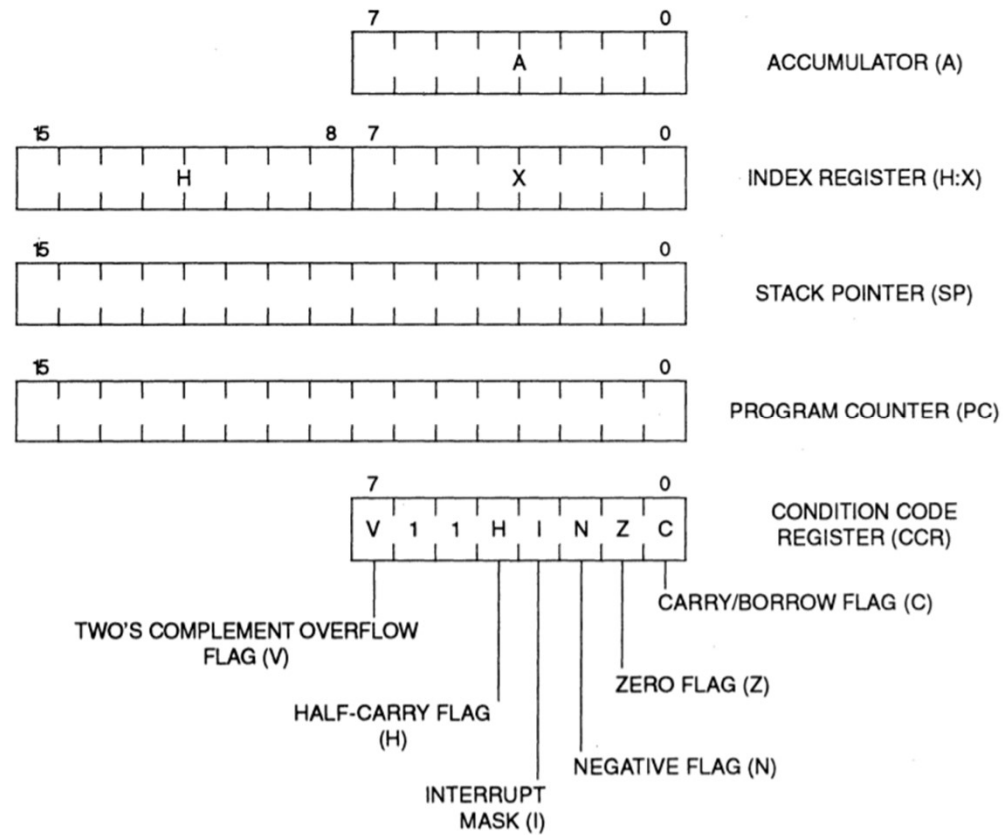 7 0
A
ACCUMULATOR (A)
15 8 7 0
H X
INDEX REGISTER (H:X)
15 0
STACK POINTER (SP)
15 0
PROGRAM COUNTER (PC)
7 0
V 1 1 H I N Z C
CONDITION CODE
REGISTER (CCR)
CARRY/BORROW FLAG (C)
TWO'S COMPLEMENT OVERFLOW
FLAG (V)
ZERO FLAG (Z)
HALF-CARRY FLAG
(H)
NEGATIVE FLAG (N)
INTERRUPT
MASK (I)